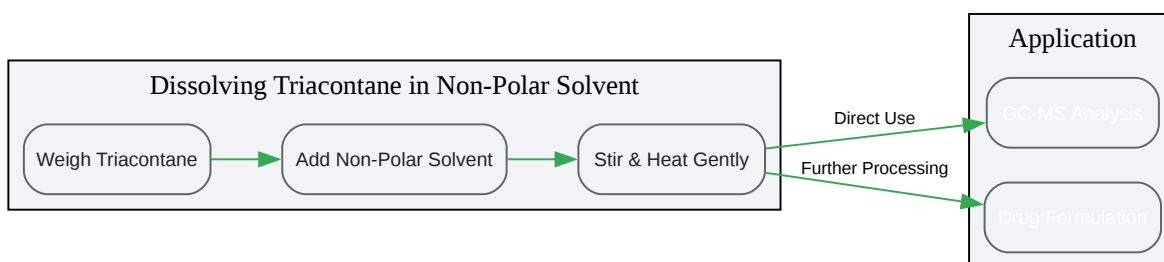 Dissolving Triacontane in Non-Polar Solvent
Weigh Triacontane
Add Non-Polar Solvent
Stir & Heat Gently
Direct Use
Further Processing
Application
GC-MS Analysis
Drug Formulation